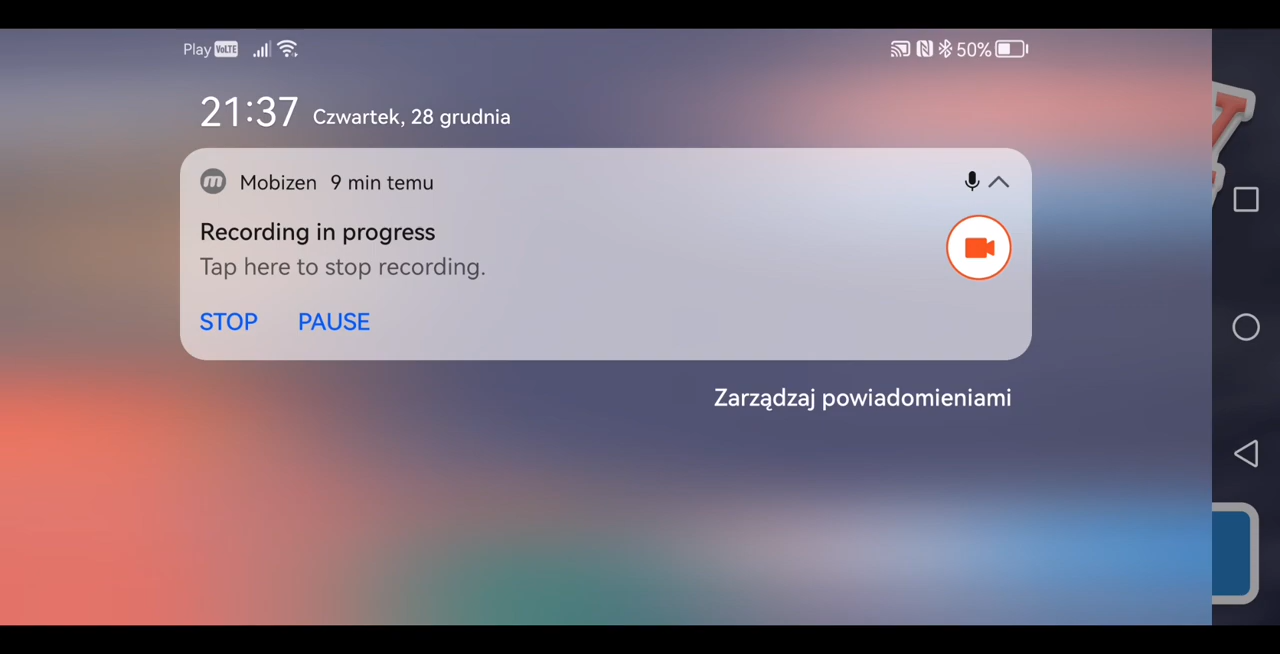 Play VoLTE 50%
21:37 Czwartek, 28 grudnia
m Mobizen 9 min temu
Recording in progress
Tap here to stop recording.
STOP PAUSE
Zarządzaj powiadomieniami